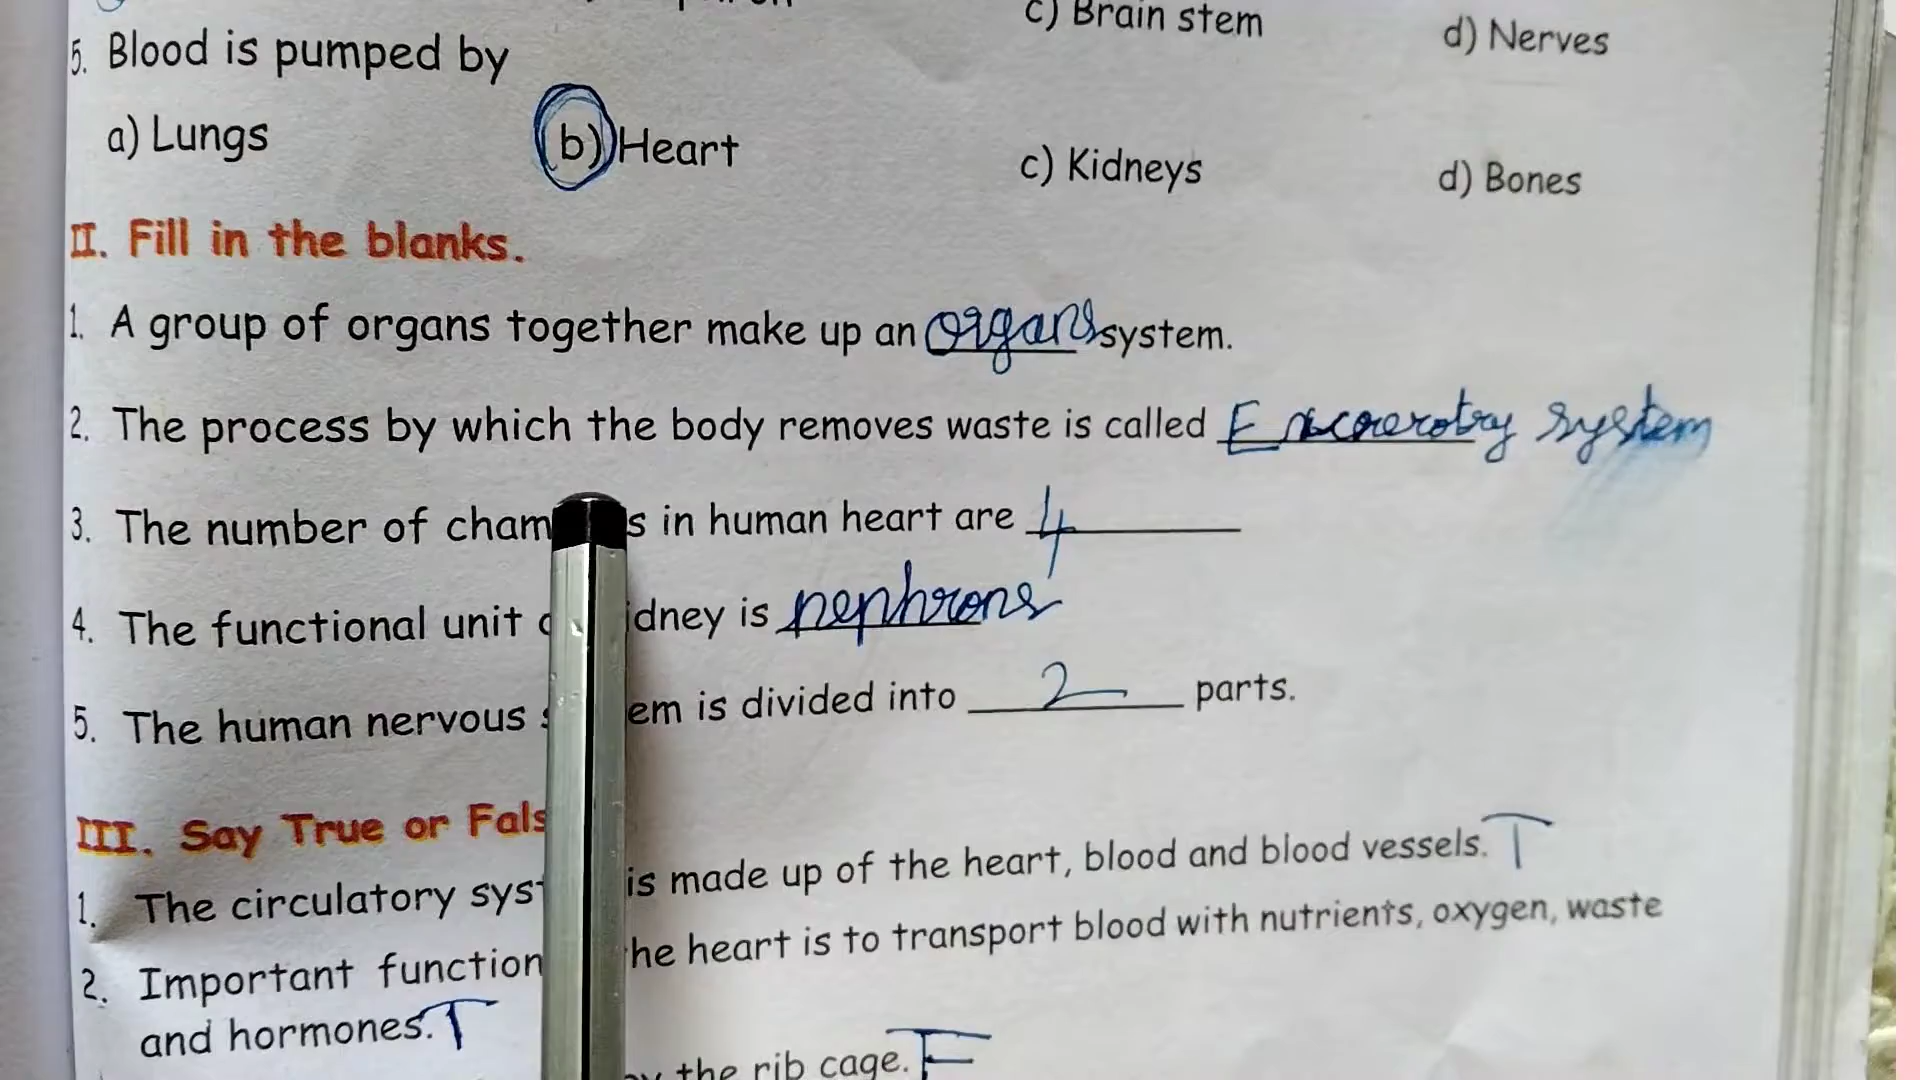 c) Brain stem d) Nerves
5. Blood is pumped by
a) Lungs b) Heart c) Kidneys d) Bones
II. Fill in the blanks.
1. A group of organs together make up an organs system.
2. The process by which the body removes waste is called Excoerotry system
3. The number of cham s in human heart are 4
4. The functional unit idney is nephrons
5. The human nervous em is divided into 2 parts.
III. Say True or Fals
1. The circulatory syst is made up of the heart, blood and blood vessels. T
2. Important function he heart is to transport blood with nutrients, oxygen, waste
and hormones. T
the rib cage. F